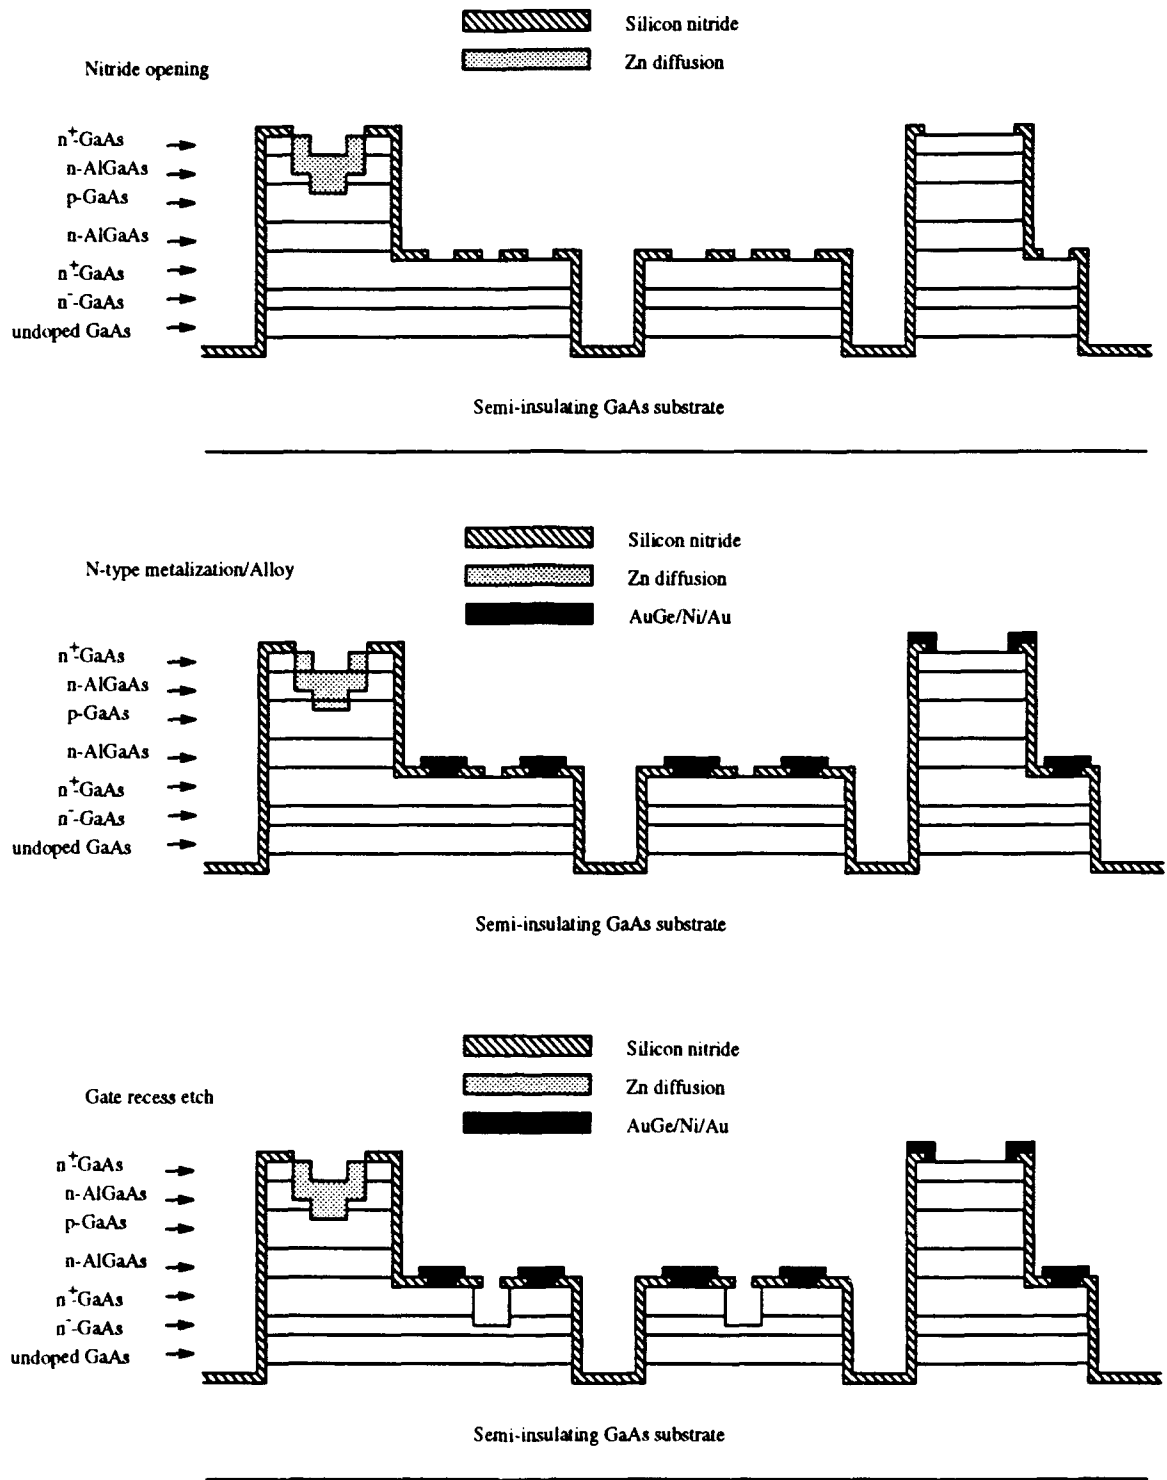 Silicon nitride
Zn diffusion
Nitride opening
n⁺-GaAs
n-AlGaAs
p-GaAs
n-AlGaAs
n⁺-GaAs
n⁻-GaAs
undoped GaAs
Semi-insulating GaAs substrate
Silicon nitride
N-type metalization/Alloy
Zn diffusion
AuGe/Ni/Au
n⁺-GaAs
n-AlGaAs
p-GaAs
n-AlGaAs
n⁺-GaAs
n⁻-GaAs
undoped GaAs
Semi-insulating GaAs substrate
Silicon nitride
Zn diffusion
Gate recess etch
AuGe/Ni/Au
n⁺-GaAs
n-AlGaAs
p-GaAs
n-AlGaAs
n⁺-GaAs
n⁻-GaAs
undoped GaAs
Semi-insulating GaAs substrate